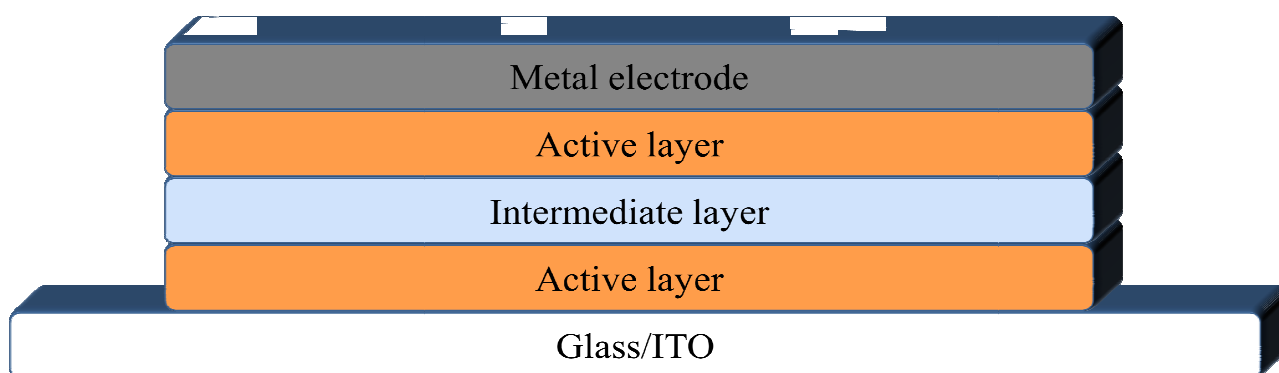 Metal electrode
Active layer
Intermediate layer
Active layer
Glass/ITO